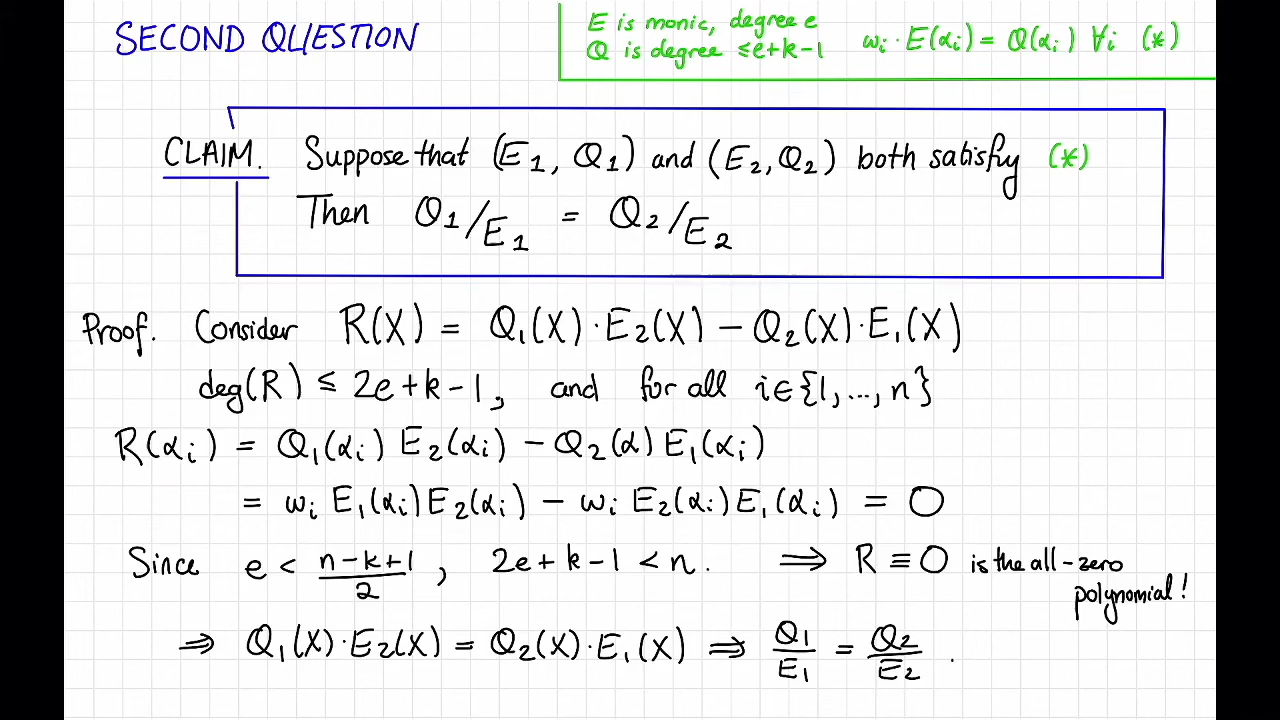 SECOND QUESTION
E is monic, degree e
Q is degree ≤e+k-1
wᵢ·E(αᵢ) = Q(αᵢ) ∀i (*)
CLAIM. Suppose that (E₁, Q₁) and (E₂, Q₂) both satisfy (*)
Then Q₁/E₁ = Q₂/E₂
Proof. Consider R(X) = Q₁(X)·E₂(X) - Q₂(X)·E₁(X)
deg(R) ≤ 2e+k-1, and for all i∈{1,...,n}
R(αᵢ) = Q₁(αᵢ) E₂(αᵢ) - Q₂(α) E₁(αᵢ)
= wᵢ E₁(αᵢ) E₂(αᵢ) - wᵢ E₂(αᵢ) E₁(αᵢ) = 0
Since e < (n-k+1)/2, 2e+k-1 < n. ⟹ R ≡ 0 is the all-zero
polynomial!
⟹ Q₁(X)·E₂(X) = Q₂(X)·E₁(X) ⟹ Q₁/E₁ = Q₂/E₂.